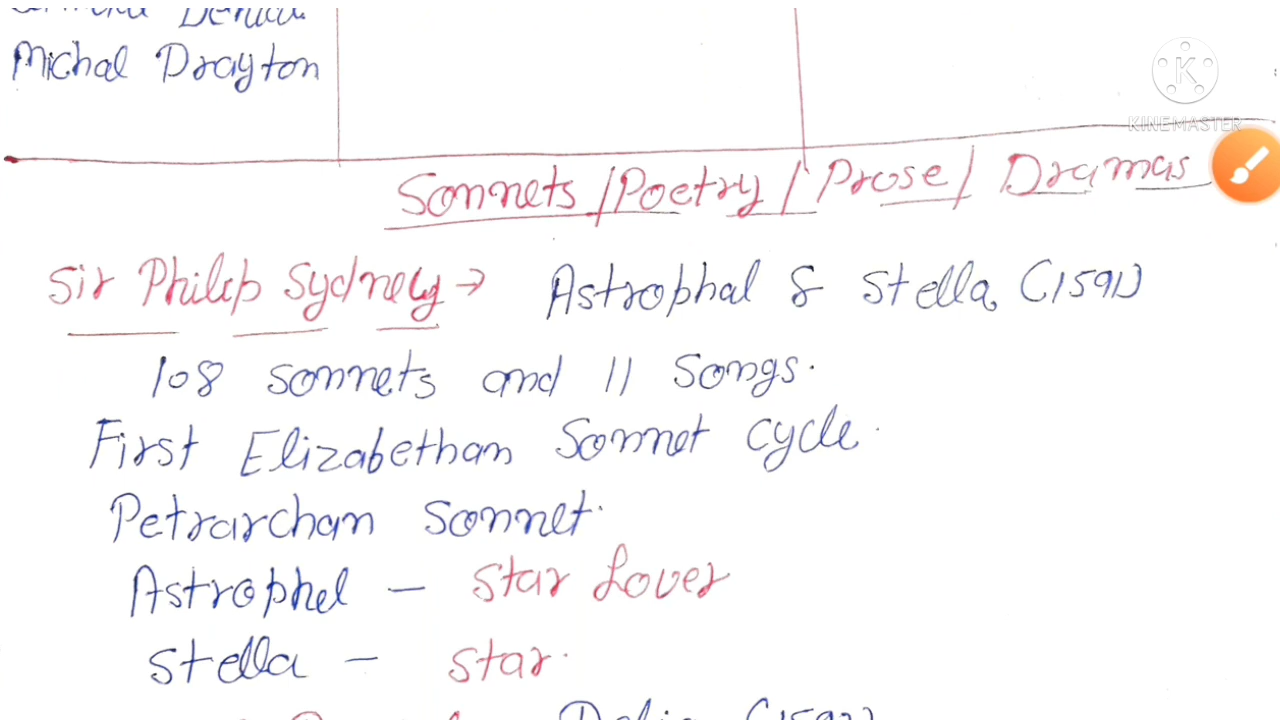 Michal Drayton
KINEMASTER
Sonnets / Poetry / Prose / Dramas
Sir Philip Sydney → Astrophal & Stella (1591)
108 sonnets and 11 songs.
First Elizabethan Sonnet cycle.
Petrarchan sonnet.
Astrophel – Star Lover
Stella – Star.